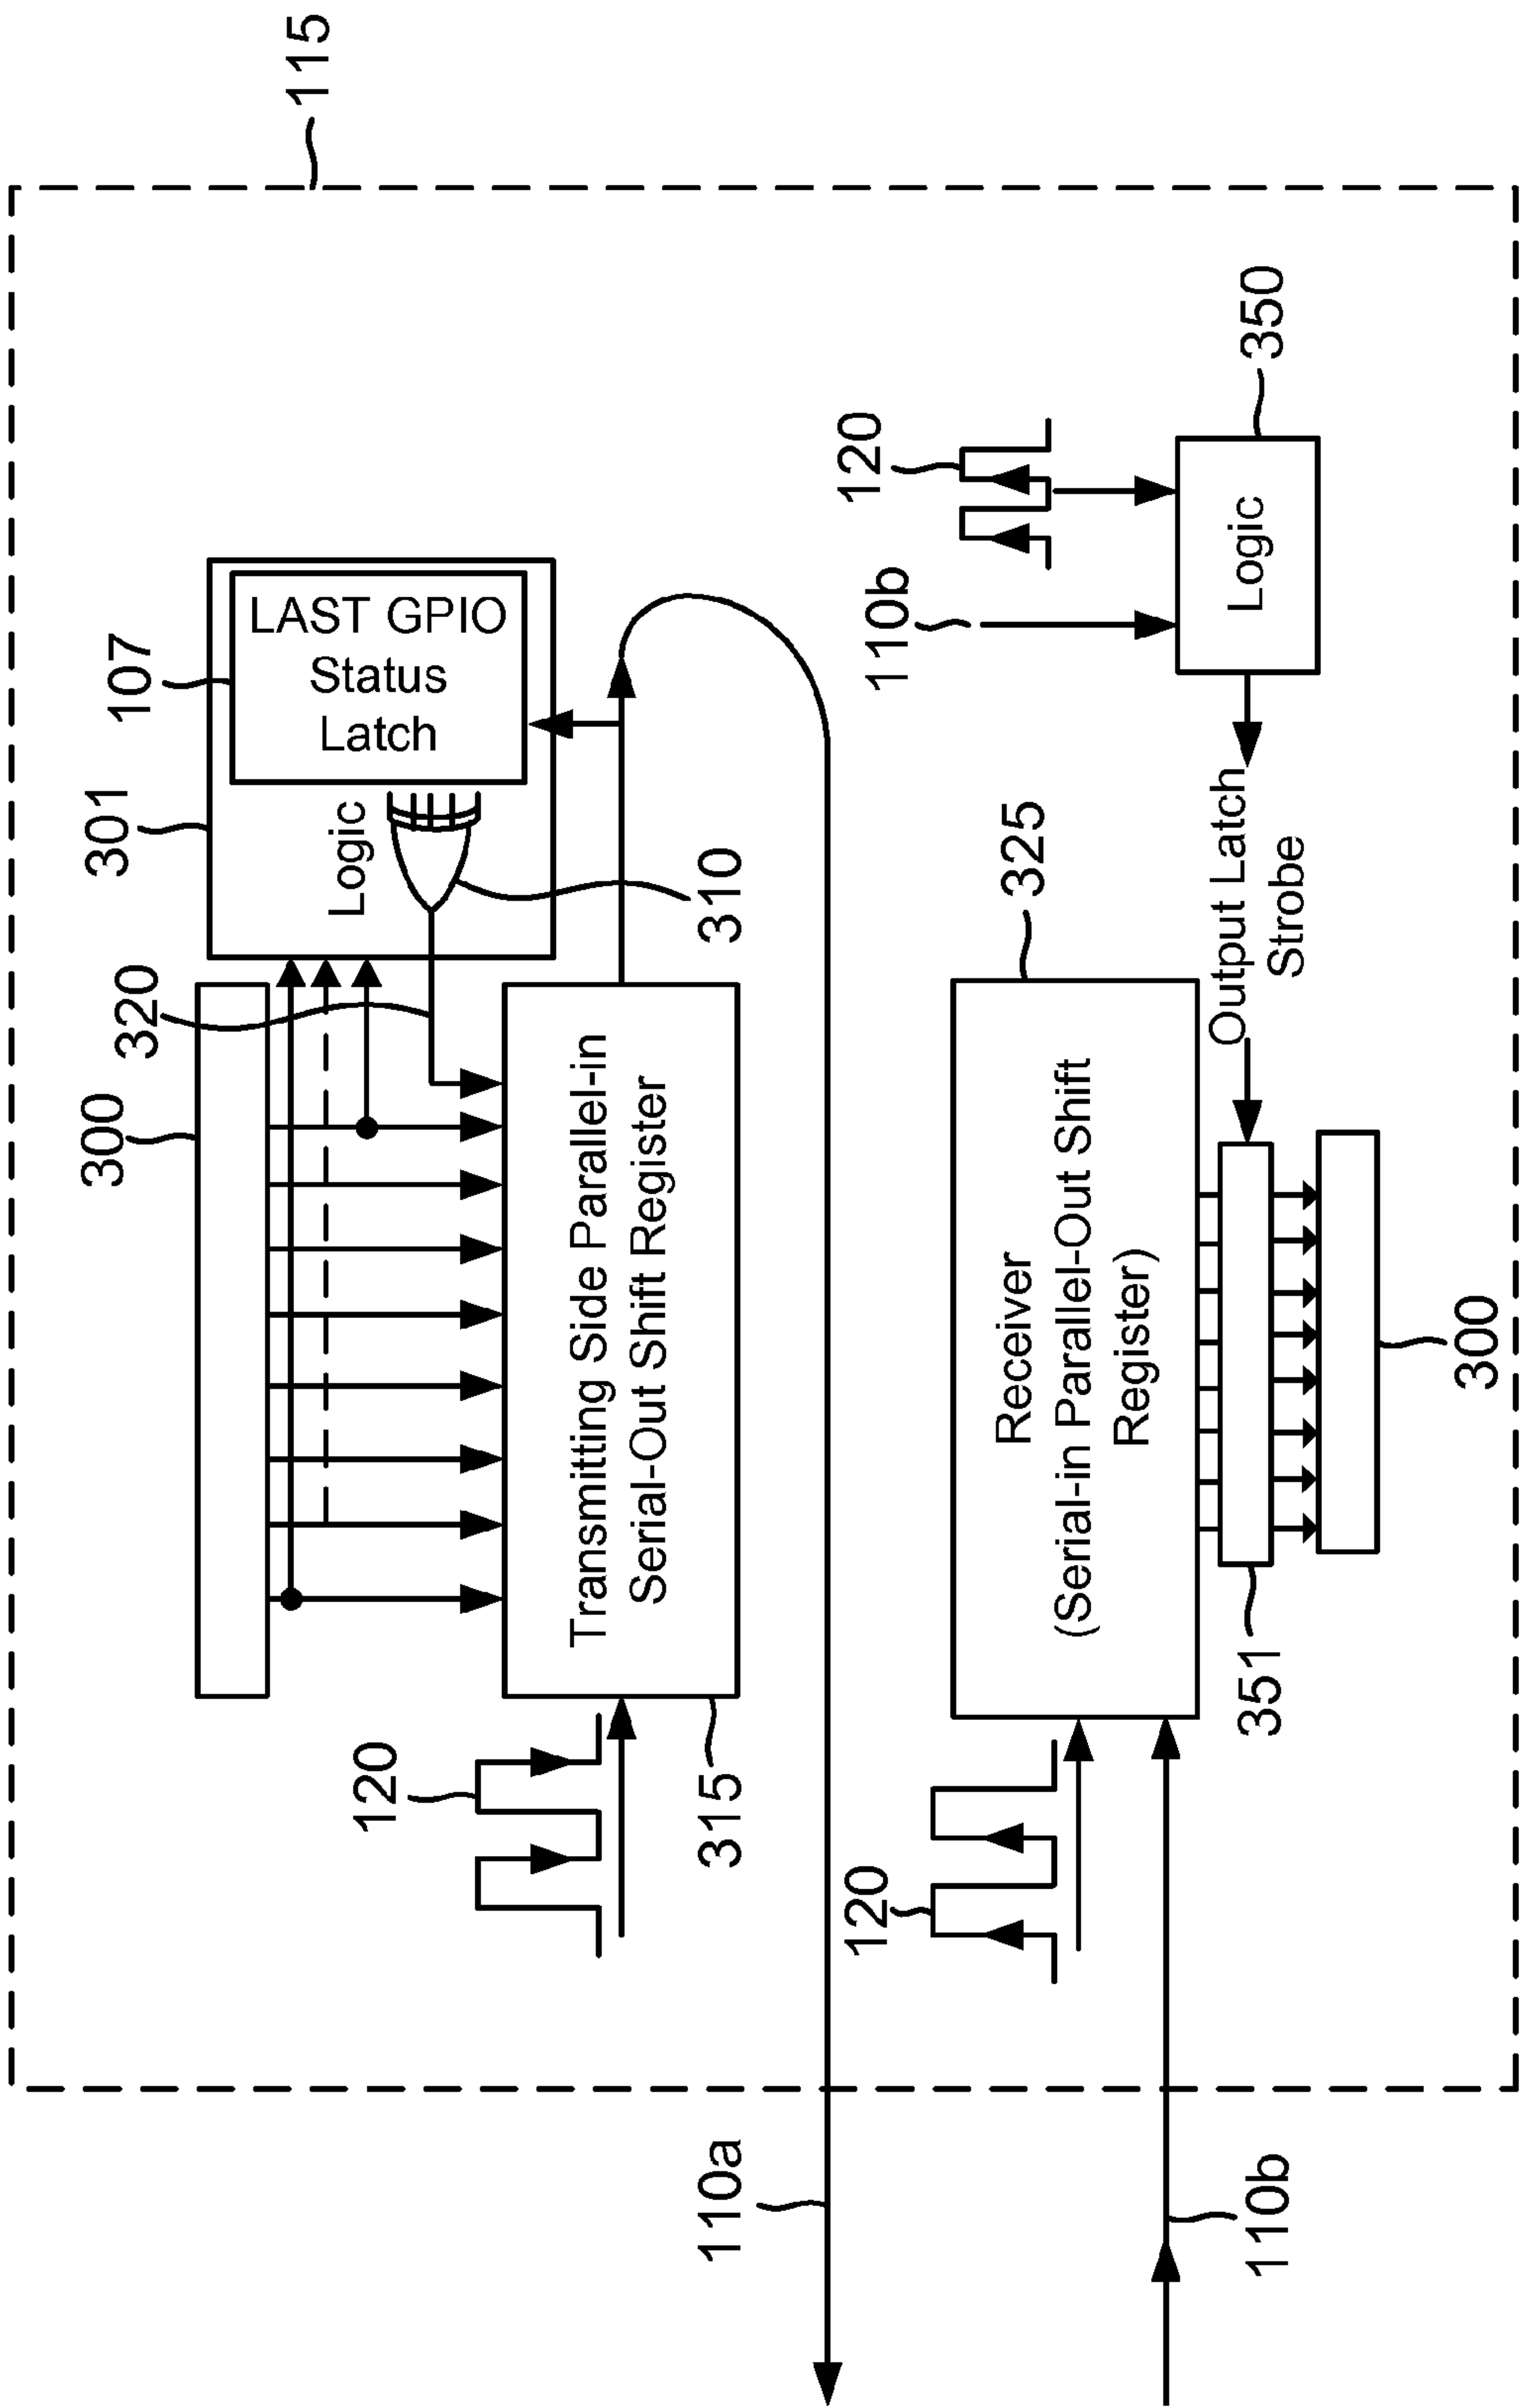 115
300
320
301
107
LAST GPIO
Status
Latch
Logic
310
120
Transmitting Side Parallel-in
Serial-Out Shift Register
315
110a
120
325
Receiver
(Serial-in Parallel-Out Shift
Register)
110b
351
300
Output Latch
Strobe
110b
120
Logic
350